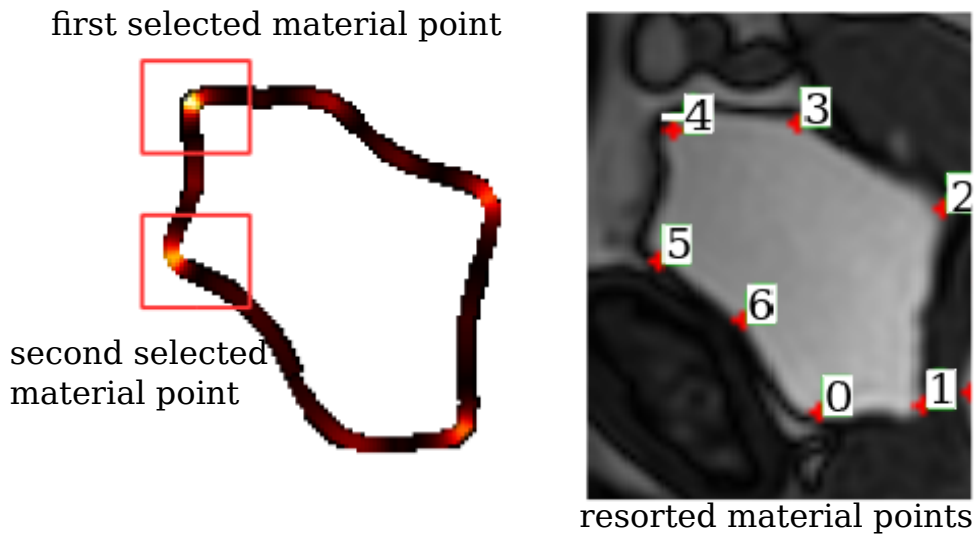 first selected material point
second selected
material point
4
3
2
5
6
0
1
resorted material points